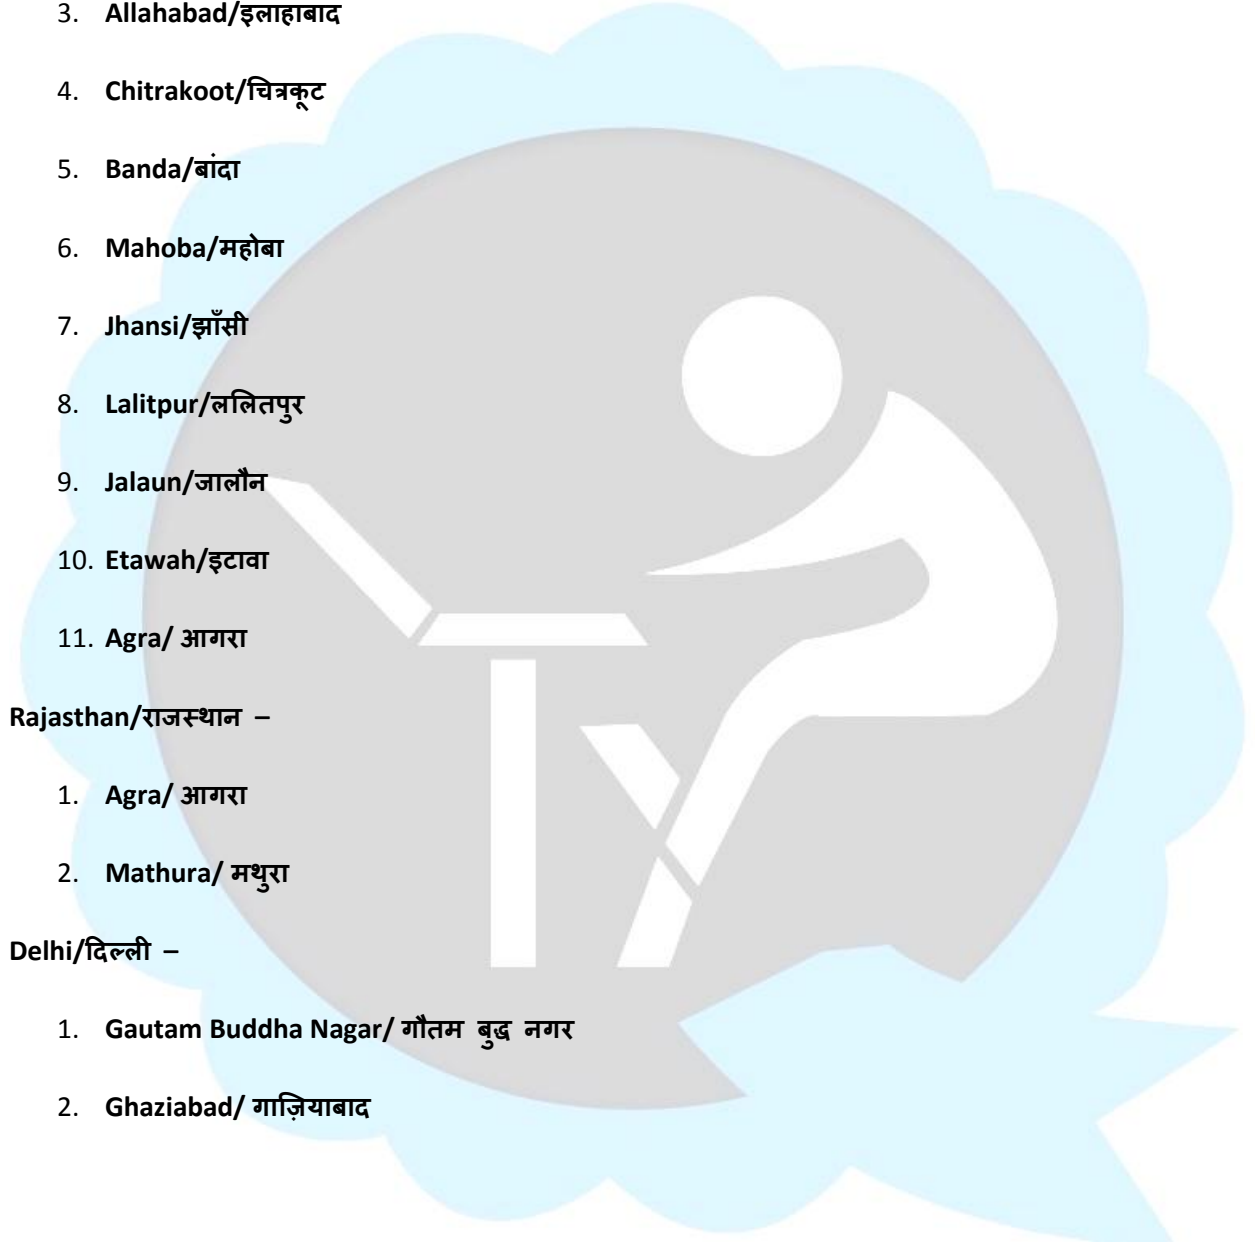 3. Allahabad/इलाहाबाद
4. Chitrakoot/चित्रकूट
5. Banda/बांदा
6. Mahoba/महोबा
7. Jhansi/झाँसी
8. Lalitpur/ललितपुर
9. Jalaun/जालौन
10. Etawah/इटावा
11. Agra/ आगरा
Rajasthan/राजस्थान –
1. Agra/ आगरा
2. Mathura/ मथुरा
Delhi/दिल्ली –
1. Gautam Buddha Nagar/ गौतम बुद्ध नगर
2. Ghaziabad/ गाज़ियाबाद